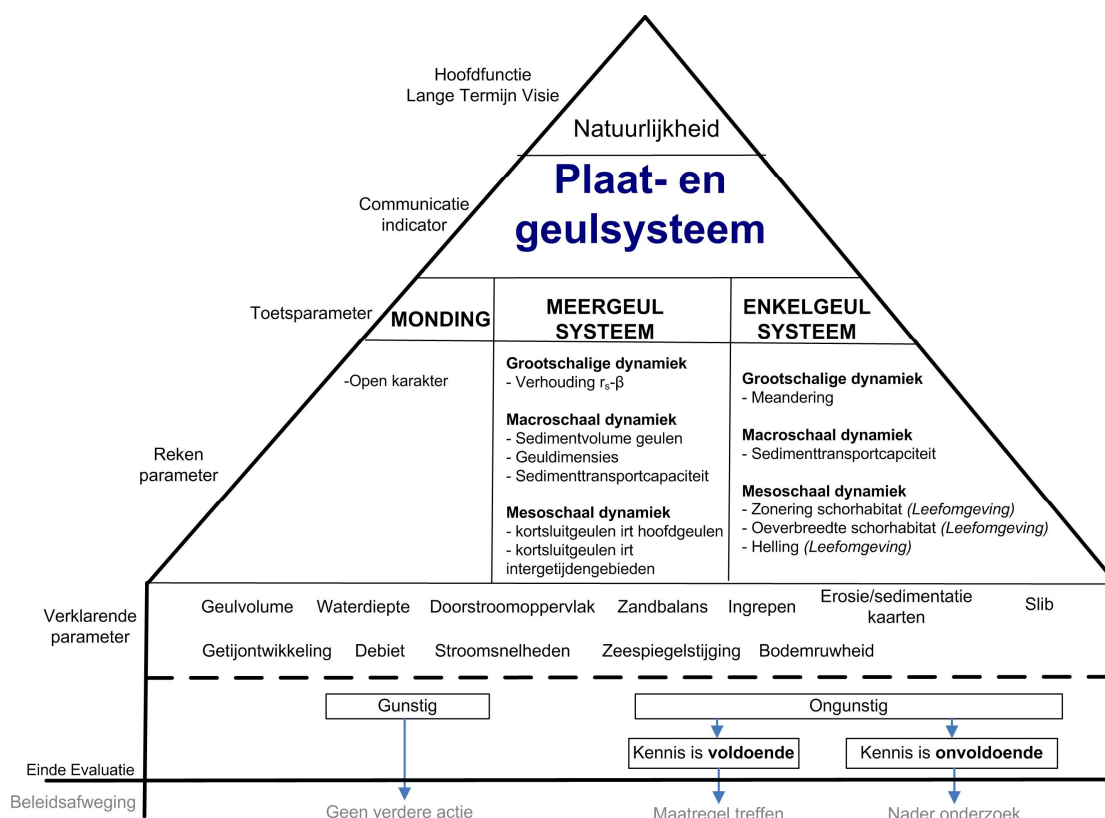 Hoofdfunctie
Lange Termijn Visie
Natuurlijkheid
Communicatie
indicator
Plaat- en
geulsysteem
Toetsparameter
MONDING
MEERGEUL
SYSTEEM
ENKELGEUL
SYSTEEM
Reken
parameter
-Open karakter
Grootschalige dynamiek
- Verhouding rₛ-β
Macroschaal dynamiek
- Sedimentvolume geulen
- Geuldimensies
- Sedimenttransportcapaciteit
Mesoschaal dynamiek
- kortsluitgeulen irt hoofdgeulen
- kortsluitgeulen irt
intergetijdengebieden
Grootschalige dynamiek
- Meandering
Macroschaal dynamiek
- Sedimenttransportcapciteit
Mesoschaal dynamiek
- Zonering schorhabitat (Leefomgeving)
- Oeverbreedte schorhabitat (Leefomgeving)
- Helling (Leefomgeving)
Verklarende
parameter
Geulvolume Waterdiepte Doorstroomoppervlak Zandbalans Ingrepen Erosie/sedimentatie
kaarten Slib
Getijontwikkeling Debiet Stroomsnelheden Zeespiegelstijging Bodemruwheid
Gunstig Ongunstig
Kennis is voldoende Kennis is onvoldoende
Einde Evaluatie
Beleidsafweging
Geen verdere actie Maatregel treffen Nader onderzoek